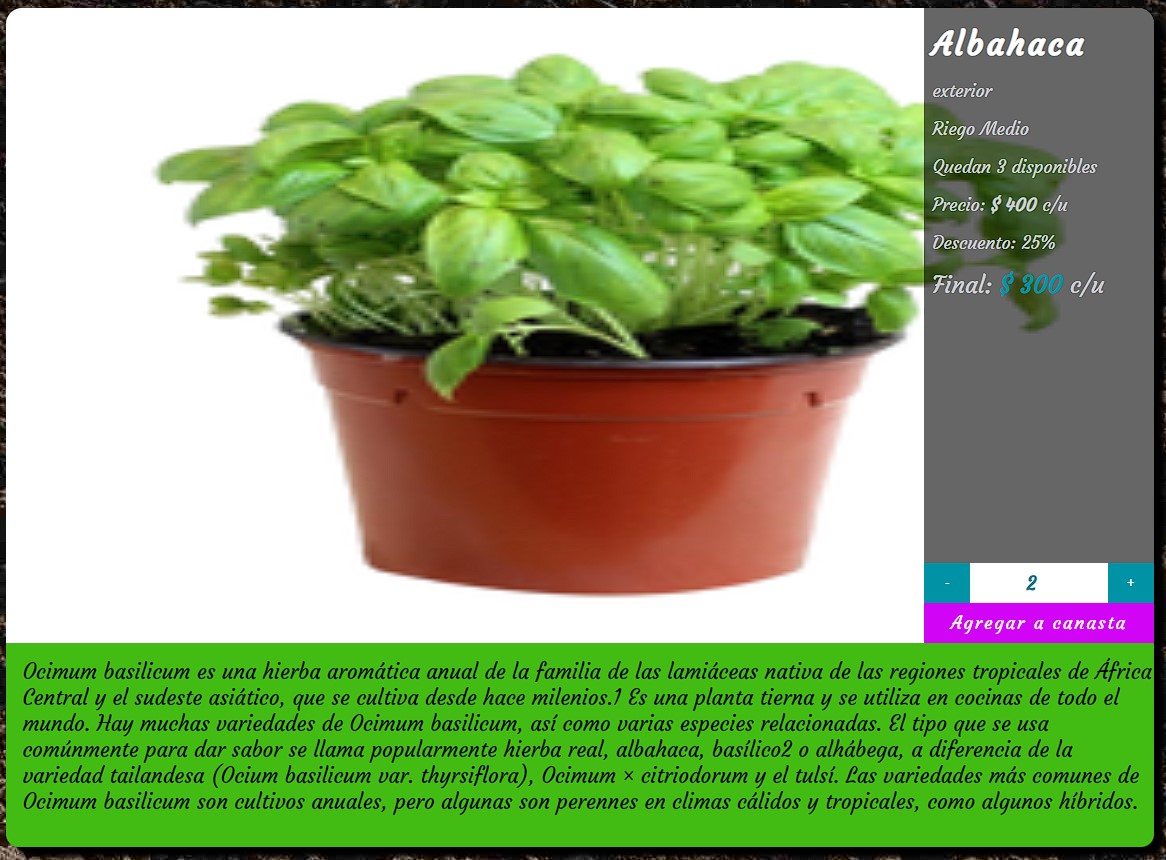 Albahaca
exterior
Riego Medio
Quedan 3 disponibles
Precio: $ 400 c/u
Descuento: 25%
Final: $ 300 c/u
- 2 +
Agregar a canasta
Ocimum basilicum es una hierba aromática anual de la familia de las lamiáceas nativa de las regiones tropicales de África
Central y el sudeste asiático, que se cultiva desde hace milenios.1 Es una planta tierna y se utiliza en cocinas de todo el
mundo. Hay muchas variedades de Ocimum basilicum, así como varias especies relacionadas. El tipo que se usa
comúnmente para dar sabor se llama popularmente hierba real, albahaca, basílico2 o alhábega, a diferencia de la
variedad tailandesa (Ocium basilicum var. thyrsiflora), Ocimum × citriodorum y el tulsí. Las variedades más comunes de
Ocimum basilicum son cultivos anuales, pero algunas son perennes en climas cálidos y tropicales, como algunos híbridos.